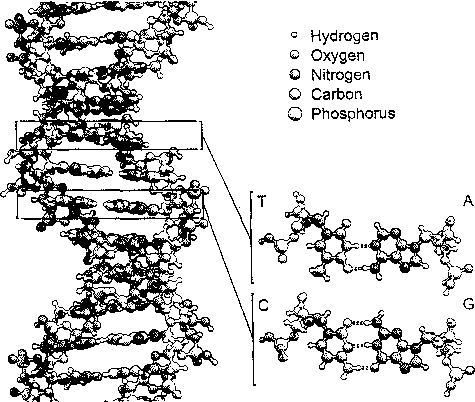 Hydrogen
Oxygen
Nitrogen
Carbon
Phosphorus
T A
C G